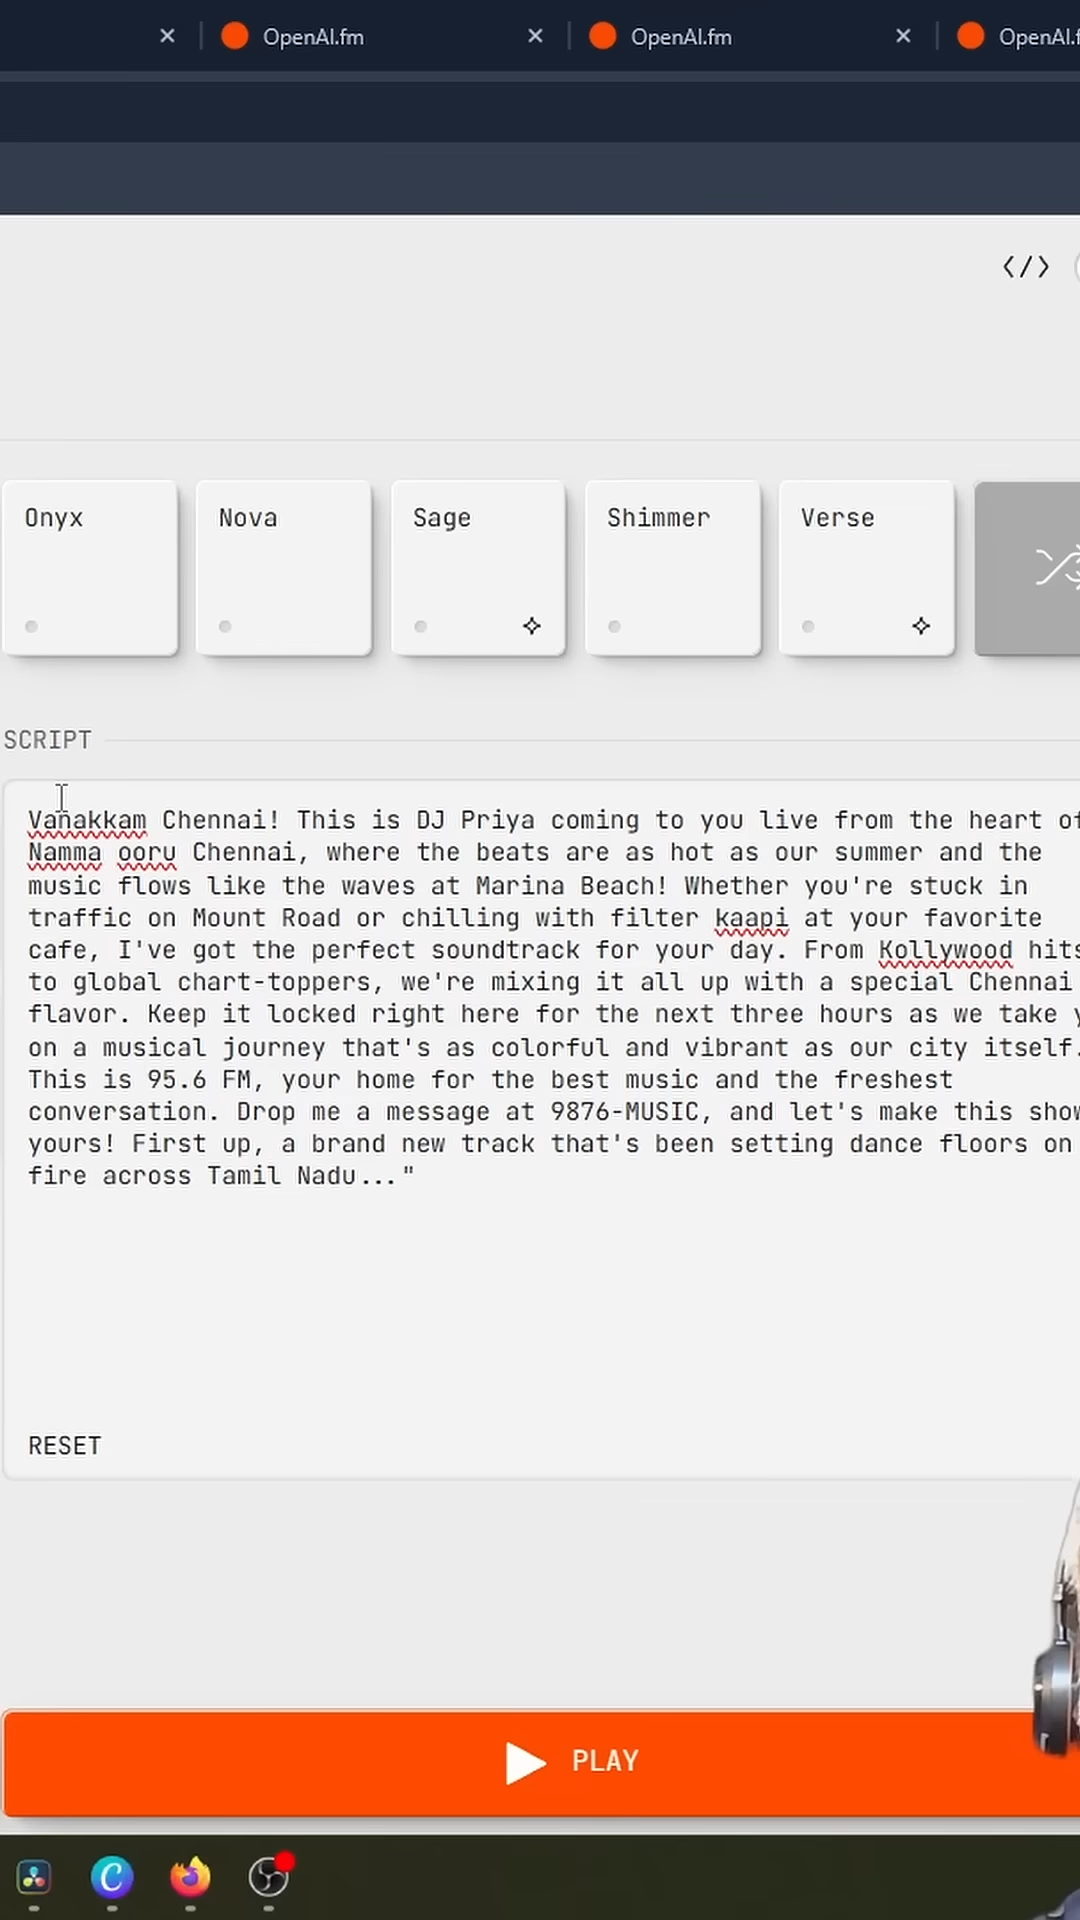 OpenAI.fm
OpenAI.fm
OpenAI.f
</>
Onyx
Nova
Sage
Shimmer
Verse
SCRIPT
Vanakkam Chennai! This is DJ Priya coming to you live from the heart of
Namma ooru Chennai, where the beats are as hot as our summer and the
music flows like the waves at Marina Beach! Whether you're stuck in
traffic on Mount Road or chilling with filter kaapi at your favorite
cafe, I've got the perfect soundtrack for your day. From Kollywood hits
to global chart-toppers, we're mixing it all up with a special Chennai
flavor. Keep it locked right here for the next three hours as we take y
on a musical journey that's as colorful and vibrant as our city itself.
This is 95.6 FM, your home for the best music and the freshest
conversation. Drop me a message at 9876-MUSIC, and let's make this show
yours! First up, a brand new track that's been setting dance floors on
fire across Tamil Nadu..."
RESET
PLAY